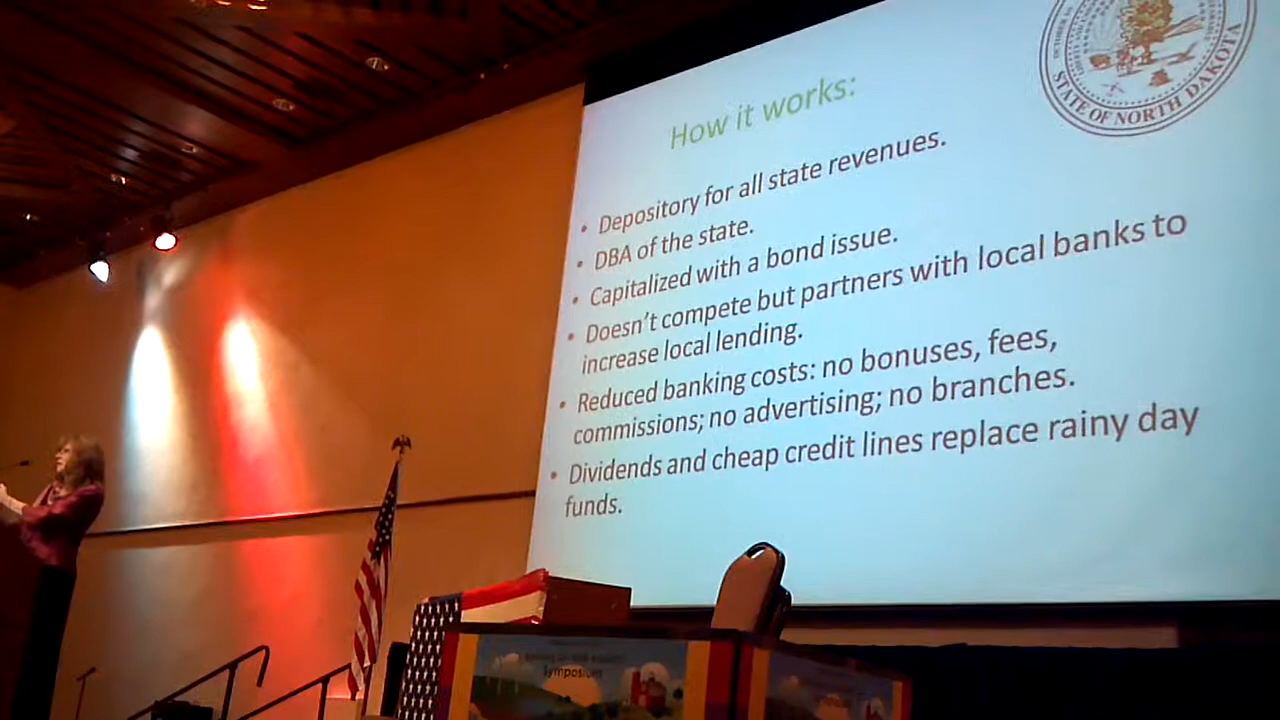 How it works:
STATE OF NORTH DAKOTA
• Depository for all state revenues.
• DBA of the state.
• Capitalized with a bond issue.
• Doesn't compete but partners with local banks to
increase local lending.
• Reduced banking costs: no bonuses, fees,
commissions; no advertising; no branches.
• Dividends and cheap credit lines replace rainy day
funds.
Symposium